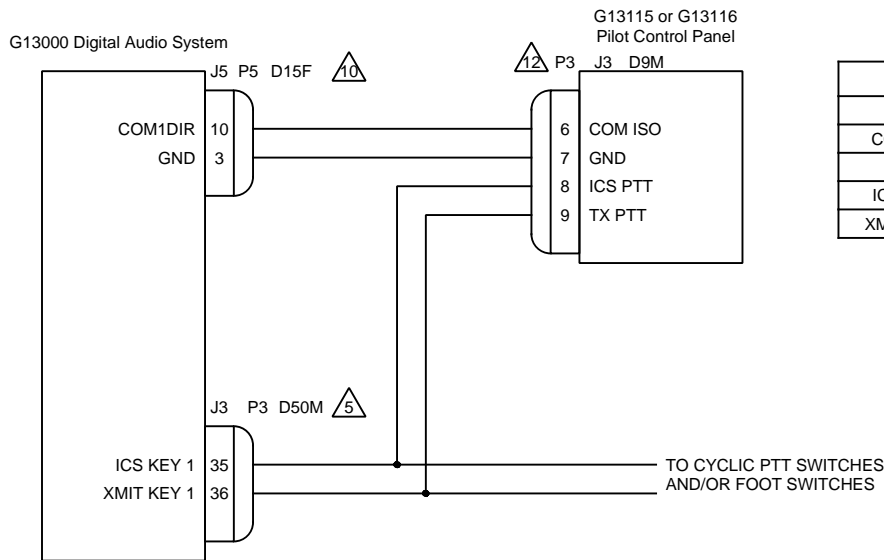 G13115 or G13116
Pilot Control Panel
G13000 Digital Audio System
J5 P5 D15F 10
12 P3 J3 D9M
COM1DIR 10
GND 3
6 COM ISO
7 GND
8 ICS PTT
9 TX PTT
J3 P3 D50M 5
ICS KEY 1 35
XMIT KEY 1 36
TO CYCLIC PTT SWITCHES
AND/OR FOOT SWITCHES